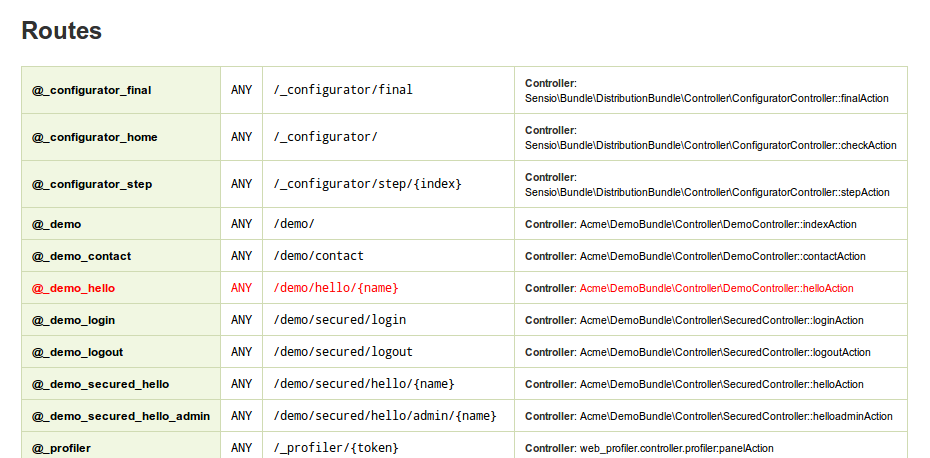 Routes
@_configurator_final ANY /_configurator/final Controller:
Sensio\Bundle\DistributionBundle\Controller\ConfiguratorController::finalAction
@_configurator_home ANY /_configurator/ Controller:
Sensio\Bundle\DistributionBundle\Controller\ConfiguratorController::checkAction
@_configurator_step ANY /_configurator/step/{index} Controller:
Sensio\Bundle\DistributionBundle\Controller\ConfiguratorController::stepAction
@_demo ANY /demo/ Controller: Acme\DemoBundle\Controller\DemoController::indexAction
@_demo_contact ANY /demo/contact Controller: Acme\DemoBundle\Controller\DemoController::contactAction
@_demo_hello ANY /demo/hello/{name} Controller: Acme\DemoBundle\Controller\DemoController::helloAction
@_demo_login ANY /demo/secured/login Controller: Acme\DemoBundle\Controller\SecuredController::loginAction
@_demo_logout ANY /demo/secured/logout Controller: Acme\DemoBundle\Controller\SecuredController::logoutAction
@_demo_secured_hello ANY /demo/secured/hello/{name} Controller: Acme\DemoBundle\Controller\SecuredController::helloAction
@_demo_secured_hello_admin ANY /demo/secured/hello/admin/{name} Controller: Acme\DemoBundle\Controller\SecuredController::helloadminAction
@_profiler ANY /_profiler/{token} Controller: web_profiler.controller.profiler:panelAction